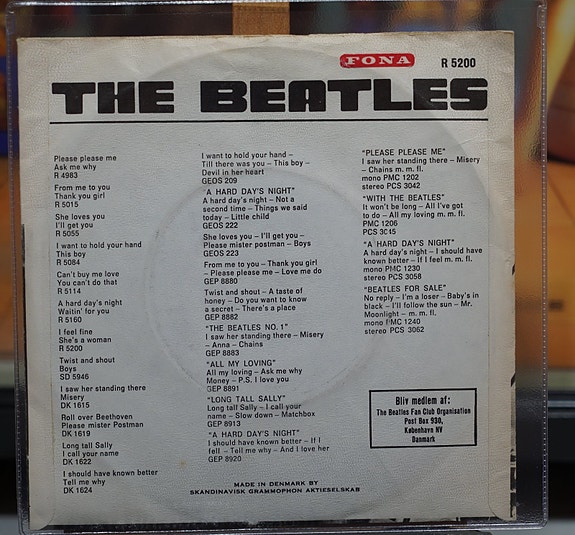 FONA
R 5200
THE BEATLES
Please please me
Ask me why
R 4983
From me to you
Thank you girl
R 5015
She loves you
I'll get you
R 5055
I want to hold your hand
This boy
R 5084
Can't buy me love
You can't do that
R 5114
A hard day's night
Waitin' for you
R 5160
I feel fine
She's a woman
R 5200
Twist and shout
Boys
SD 5946
I saw her standing there
Misery
DK 1615
Roll over Beethoven
Please mister Postman
DK 1619
Long tall Sally
I call your name
DK 1622
I should have known better
Tell me why
DK 1624
I want to hold your hand –
Till there was you – This boy –
Devil in her heart
GEOS 209
"A HARD DAY'S NIGHT"
A hard day's night – Not a
second time – Things we said
today – Little child
GEOS 222
She loves you – I'll get you –
Please mister postman – Boys
GEOS 223
From me to you – Thank you girl
– Please please me – Love me do
GEP 8880
Twist and shout – A taste of
honey – Do you want to know
a secret – There's a place
GEP 8882
"THE BEATLES NO. 1"
I saw her standing there – Misery
– Anna – Chains
GEP 8883
"ALL MY LOVING"
All my loving – Ask me why
Money – P.S. I love you
GEP 8891
"LONG TALL SALLY"
Long tall Sally – I call your
name – Slow down – Matchbox
GEP 8913
"A HARD DAY'S NIGHT"
I should have known better – If I
fell – Tell me why – And I love her
GEP 8920
"PLEASE PLEASE ME"
I saw her standing there – Misery
– Chains m. m. fl.
mono PMC 1202
stereo PCS 3042
"WITH THE BEATLES"
It won't be long – All I've got
to do – All my loving m. m. fl.
PMC 1206
PCS 3045
"A HARD DAY'S NIGHT"
A hard day's night – I should have
known better – If I feel m. m. fl.
mono PMC 1230
stereo PCS 3058
"BEATLES FOR SALE"
No reply – I'm a loser – Baby's in
black – I'll follow the sun – Mr.
Moonlight – m. m. fl.
mono PMC 1240
stereo PCS 3062
Bliv medlem af:
The Beatles Fan Club Organisation
Post Box 930,
København NV
Danmark
MADE IN DENMARK BY
SKANDINAVISK GRAMMOPHON AKTIESELSKAB